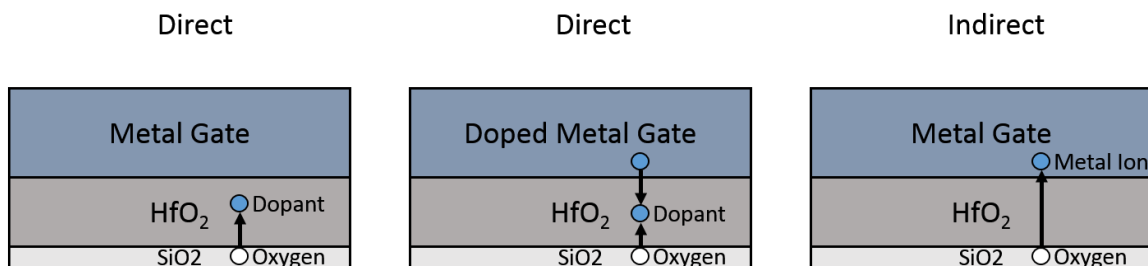 Direct
Direct
Indirect
Metal Gate
Dopant
HfO₂
SiO2
Oxygen
Doped Metal Gate
Dopant
HfO₂
SiO2
Oxygen
Metal Gate
Metal Ion
HfO₂
SiO2
Oxygen